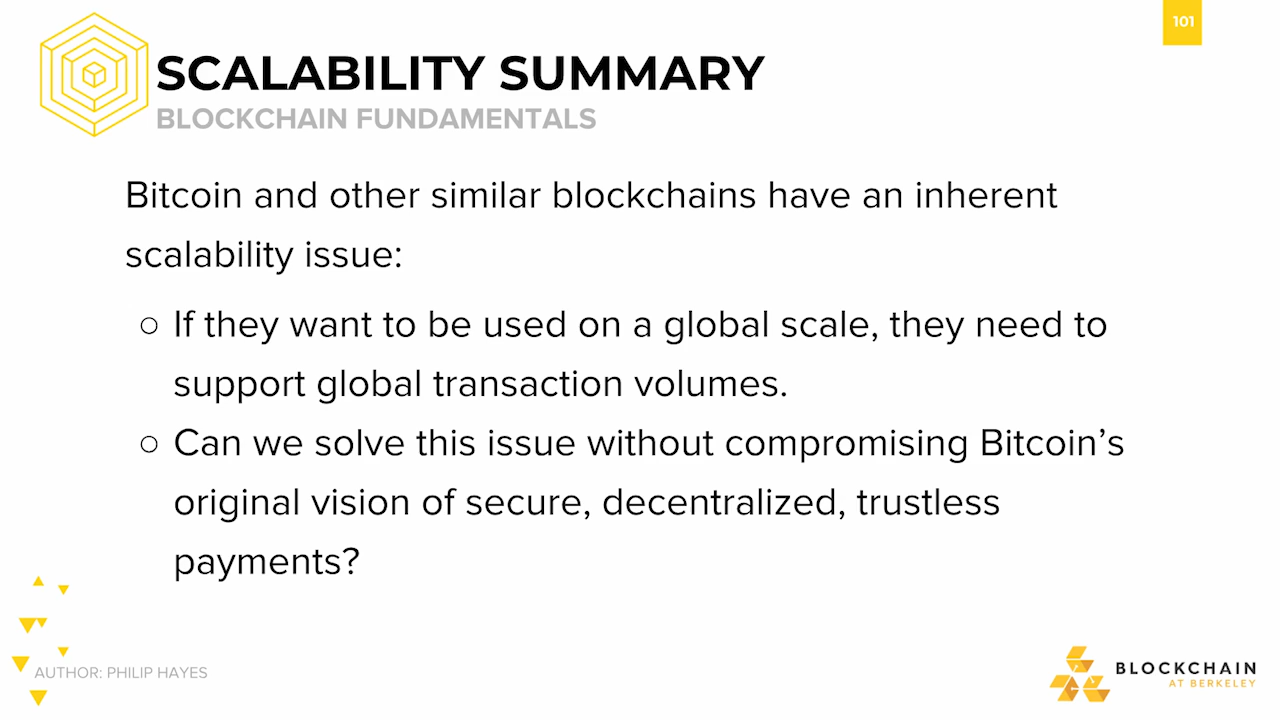 101
SCALABILITY SUMMARY
BLOCKCHAIN FUNDAMENTALS
Bitcoin and other similar blockchains have an inherent
scalability issue:
○ If they want to be used on a global scale, they need to
support global transaction volumes.
○ Can we solve this issue without compromising Bitcoin’s
original vision of secure, decentralized, trustless
payments?
AUTHOR: PHILIP HAYES
BLOCKCHAIN
AT BERKELEY